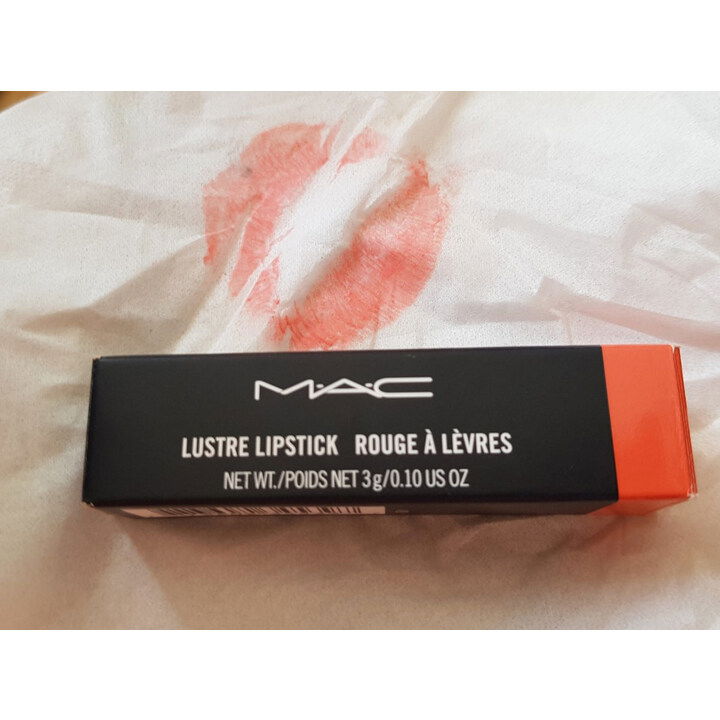 M·A·C
LUSTRE LIPSTICK ROUGE À LÈVRES
NET WT./POIDS NET 3 g/0.10 US OZ